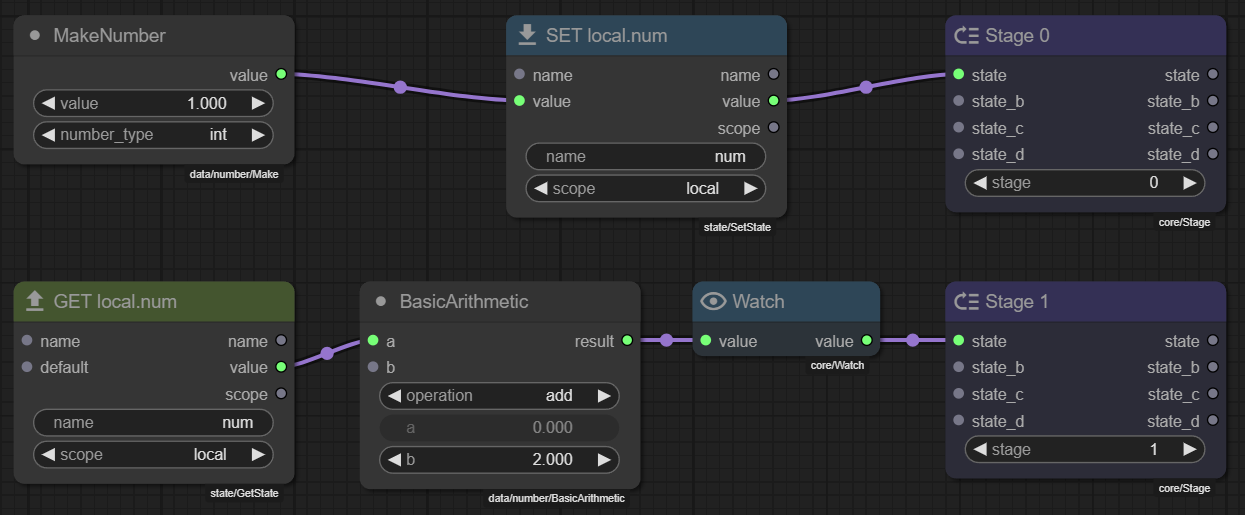 MakeNumber
value
value 1.000
number_type int
data/number/Make
SET local.num
name name
value value
scope
name num
scope local
state/SetState
Stage 0
state state
state_b state_b
state_c state_c
state_d state_d
stage 0
core/Stage
GET local.num
name name
default value
scope
name num
scope local
state/GetState
BasicArithmetic
a result
b
operation add
a 0.000
b 2.000
data/number/BasicArithmetic
Watch
value value
core/Watch
Stage 1
state state
state_b state_b
state_c state_c
state_d state_d
stage 1
core/Stage